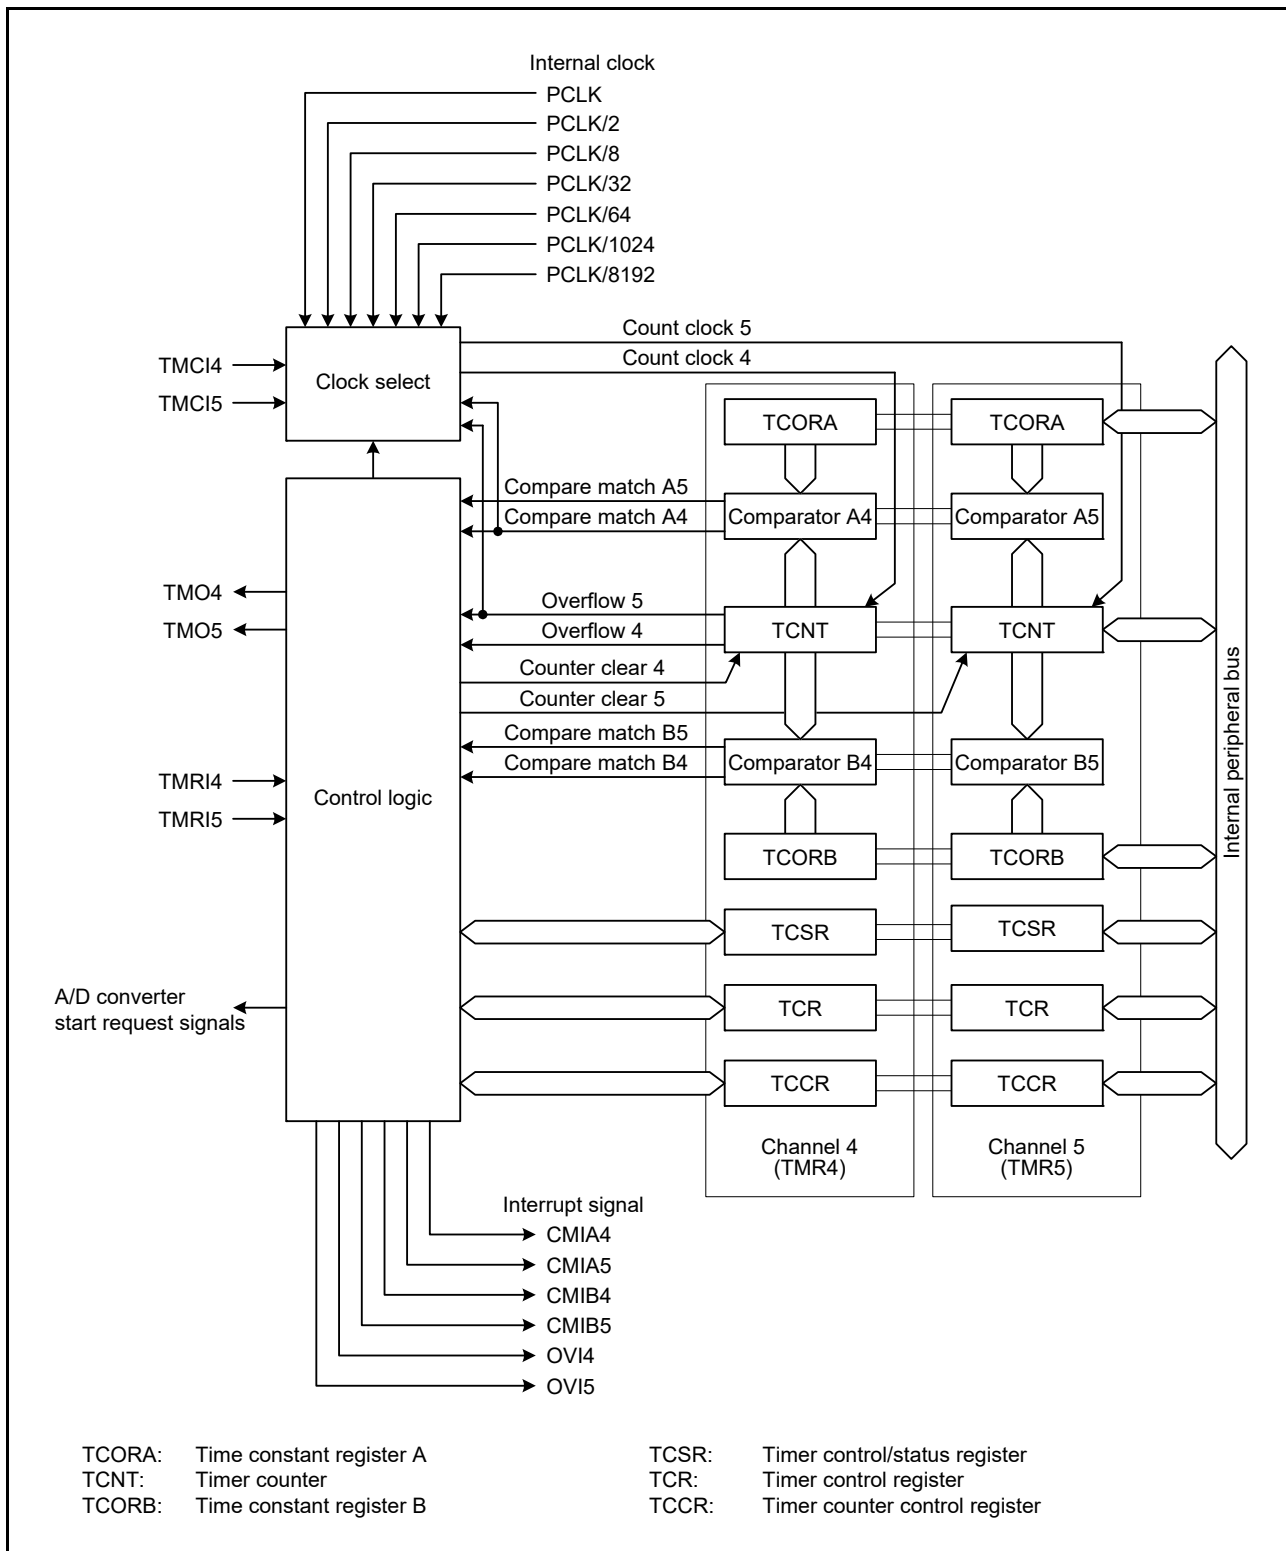 Internal clock
PCLK
PCLK/2
PCLK/8
PCLK/32
PCLK/64
PCLK/1024
PCLK/8192
Count clock 5
Count clock 4
TMCI4
TMCI5
Clock select
TCORA
TCORA
Compare match A5
Compare match A4
Comparator A4
Comparator A5
TMO4
TMO5
Overflow 5
Overflow 4
TCNT
TCNT
Counter clear 4
Counter clear 5
Compare match B5
Compare match B4
Comparator B4
Comparator B5
TMRI4
TMRI5
Control logic
Internal peripheral bus
TCORB
TCORB
TCSR
TCSR
A/D converter
start request signals
TCR
TCR
TCCR
TCCR
Channel 4
(TMR4)
Channel 5
(TMR5)
Interrupt signal
CMIA4
CMIA5
CMIB4
CMIB5
OVI4
OVI5
TCORA: Time constant register A
TCNT: Timer counter
TCORB: Time constant register B
TCSR: Timer control/status register
TCR: Timer control register
TCCR: Timer counter control register